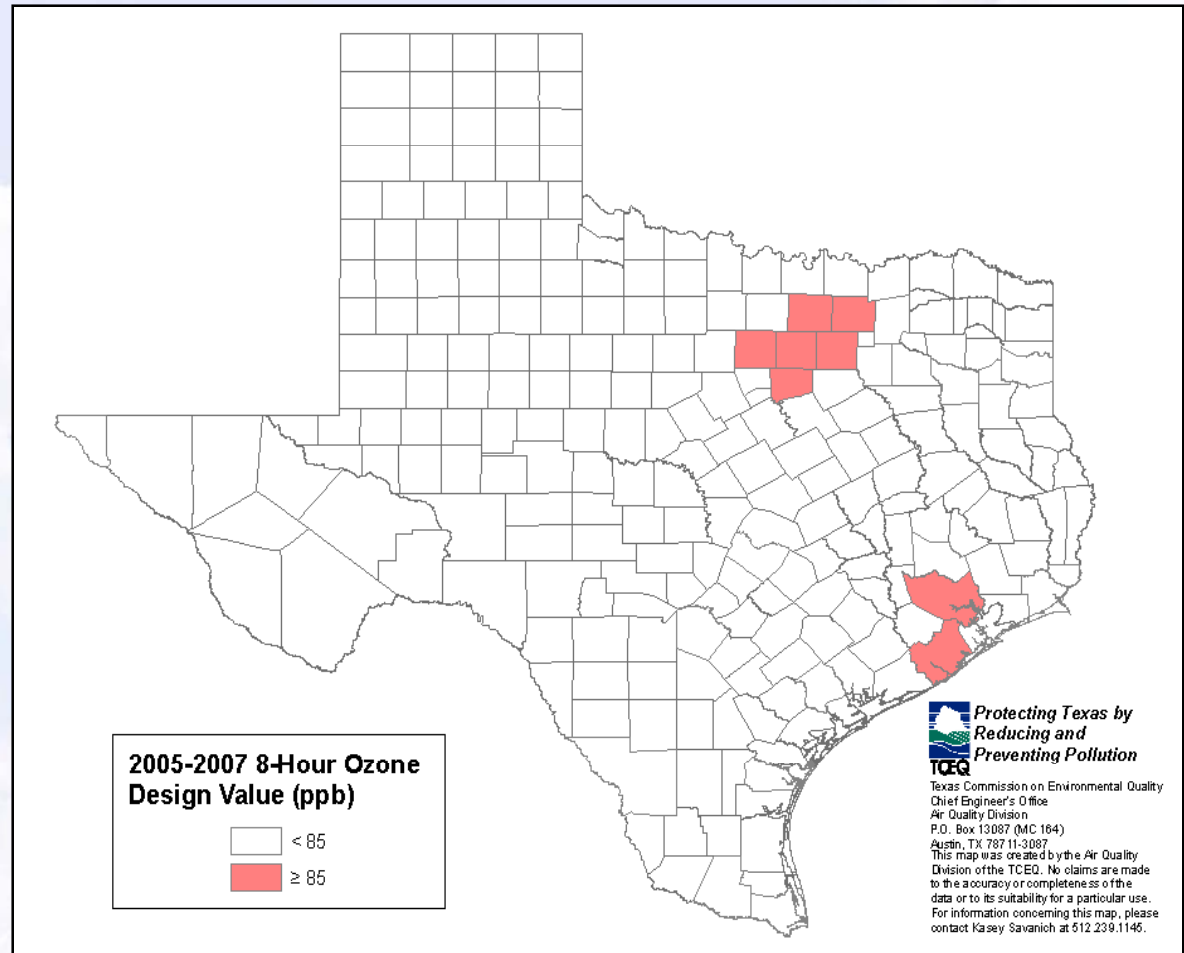 2005-2007 8-Hour Ozone
Design Value (ppb)
< 85
≥ 85
Protecting Texas by
Reducing and
Preventing Pollution
TCEQ
Texas Commission on Environmental Quality
Chief Engineer's Office
Air Quality Division
P.O. Box 13087 (MC 164)
Austin, TX 78711-3087
This map was created by the Air Quality
Division of the TCEQ. No claims are made
to the accuracy or completeness of the
data or to its suitability for a particular use.
For information concerning this map, please
contact Kasey Savanich at 512.239.1145.